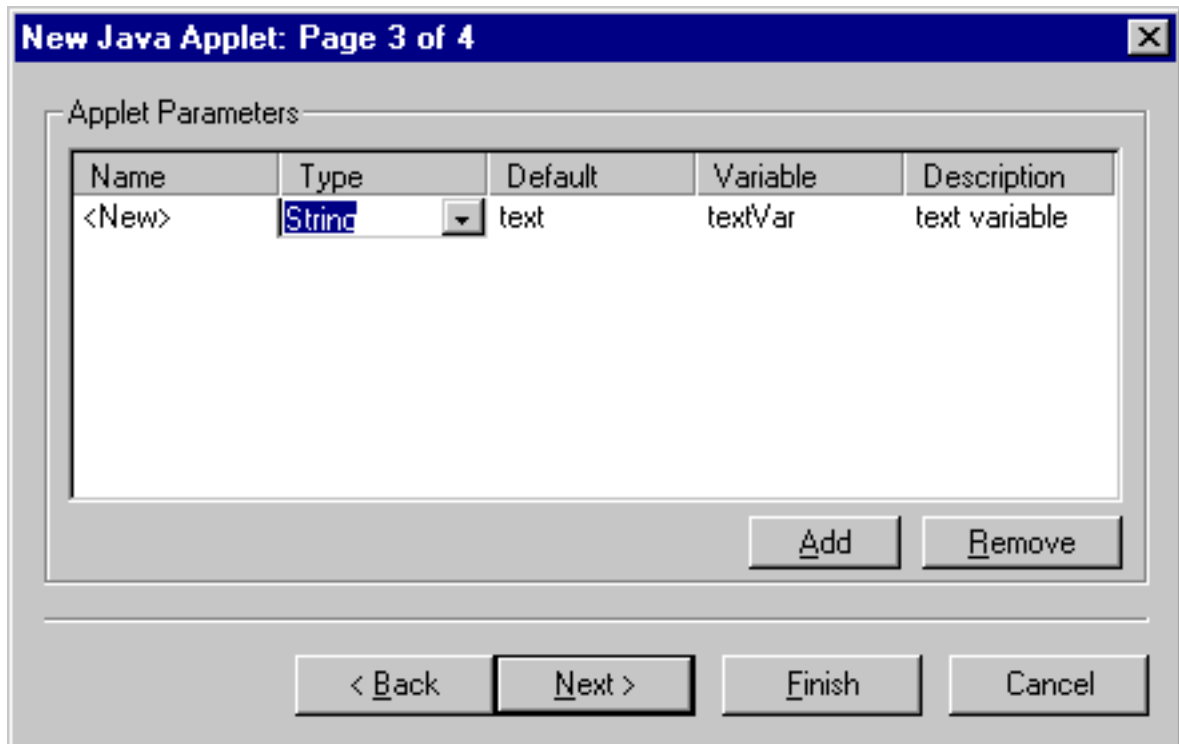 New Java Applet: Page 3 of 4
Applet Parameters
Name Type Default Variable Description
<New> String text textVar text variable
Add Remove
< Back Next > Finish Cancel